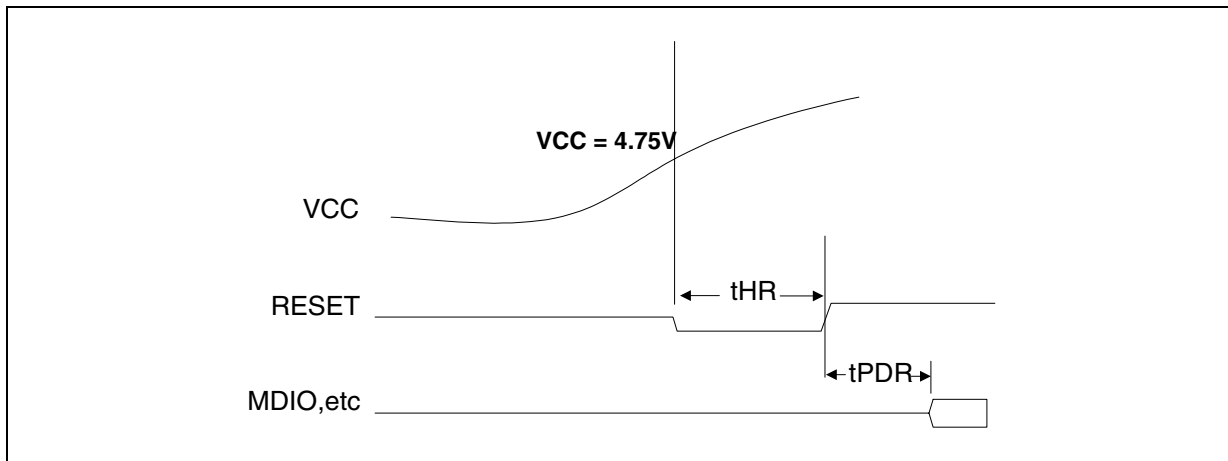 VCC = 4.75V
VCC
tHR
RESET
tPDR
MDIO,etc